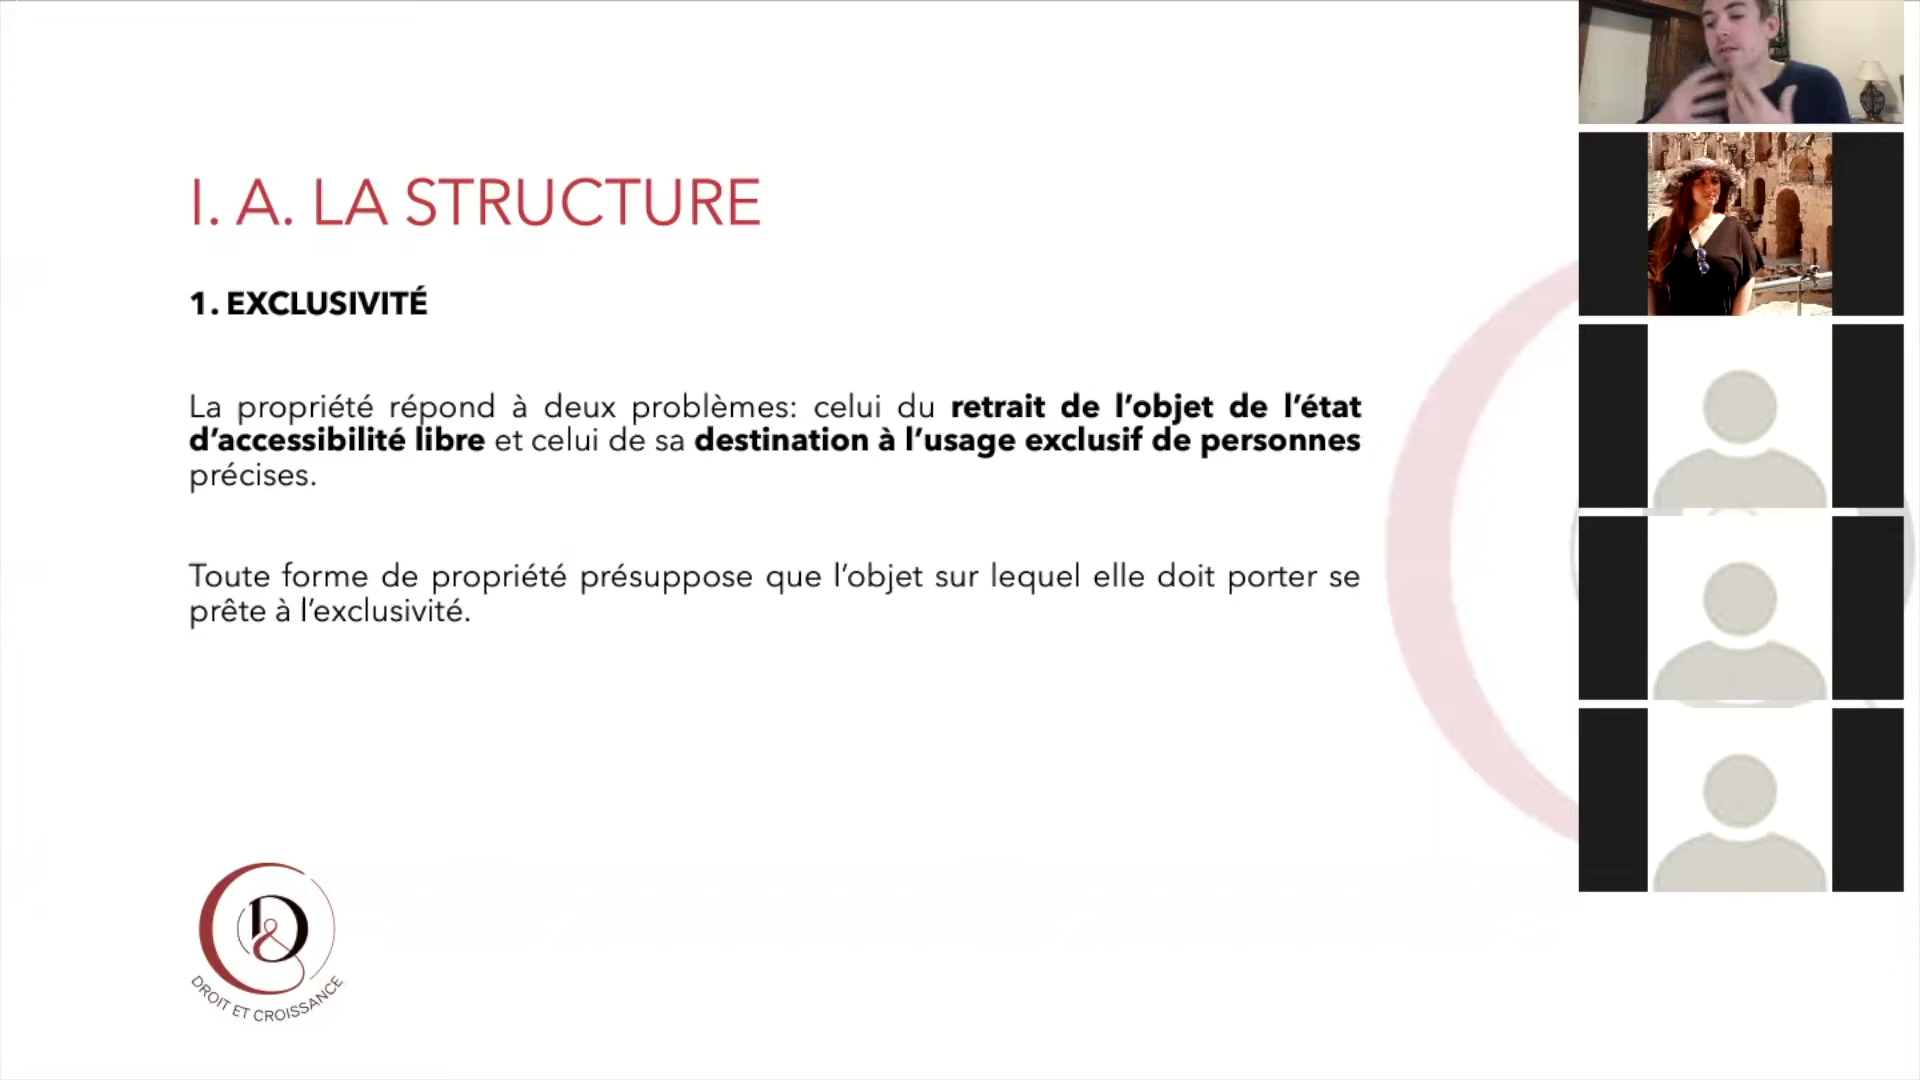 I. A. LA STRUCTURE
1. EXCLUSIVITÉ
La propriété répond à deux problèmes: celui du retrait de l’objet de l’état
d’accessibilité libre et celui de sa destination à l’usage exclusif de personnes
précises.
Toute forme de propriété présuppose que l’objet sur lequel elle doit porter se
prête à l’exclusivité.
D&
DROIT ET CROISSANCE